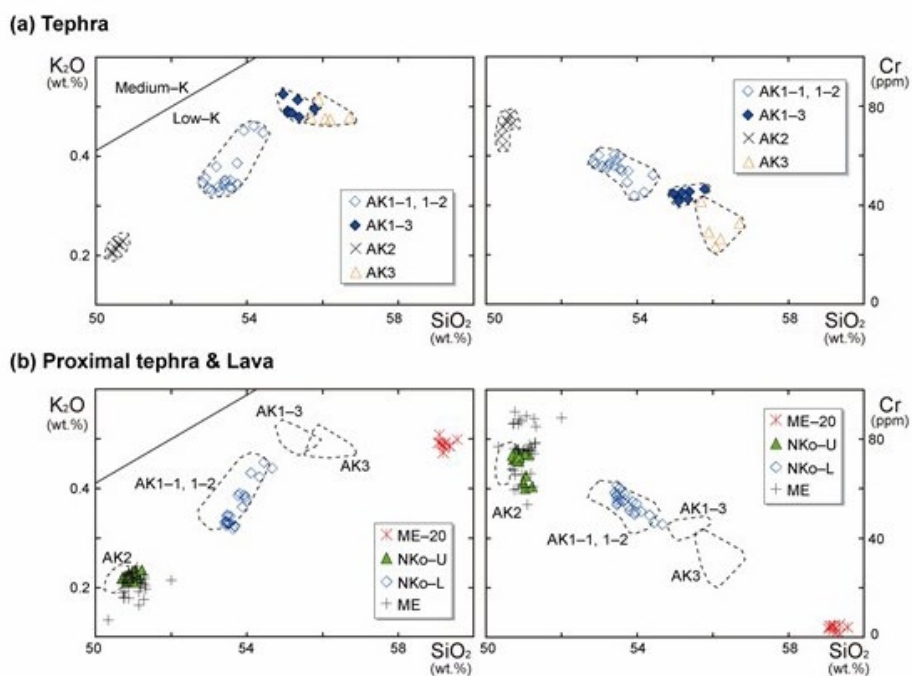 (a) Tephra
K₂O
(wt.%)
Medium–K
Low–K
0.4
0.2
AK1–1, 1–2
AK1–3
AK2
AK3
50
54
58
SiO₂
(wt.%)
Cr
(ppm)
80
40
0
AK1–1, 1–2
AK1–3
AK2
AK3
50
54
58
SiO₂
(wt.%)
(b) Proximal tephra & Lava
K₂O
(wt.%)
0.4
0.2
AK1–3
AK3
AK1–1, 1–2
AK2
ME–20
NKo–U
NKo–L
ME
50
54
58
SiO₂
(wt.%)
Cr
(ppm)
80
40
0
ME–20
NKo–U
NKo–L
ME
AK2
AK1–3
AK1–1, 1–2
AK3
50
54
58
SiO₂
(wt.%)